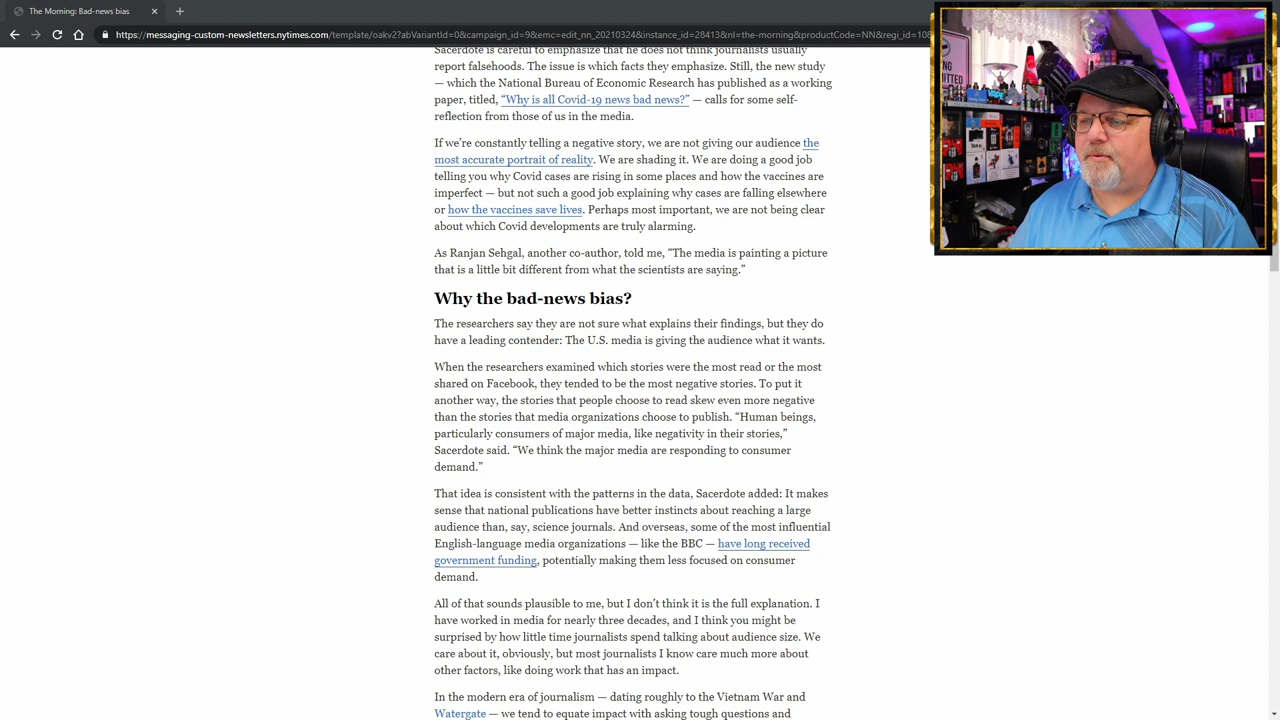 The Morning: Bad-news bias
https://messaging-custom-newsletters.nytimes.com/template/oakv2?abVariantId=0&campaign_id=9&emc=edit_nn_20210324&instance_id=28413&nl=the-morning&productCode=NN&regi_id=108
Sacerdote is careful to emphasize that he does not think journalists usually
report falsehoods. The issue is which facts they emphasize. Still, the new study
— which the National Bureau of Economic Research has published as a working
paper, titled, “Why is all Covid-19 news bad news?” — calls for some self-
reflection from those of us in the media.
If we’re constantly telling a negative story, we are not giving our audience the
most accurate portrait of reality. We are shading it. We are doing a good job
telling you why Covid cases are rising in some places and how the vaccines are
imperfect — but not such a good job explaining why cases are falling elsewhere
or how the vaccines save lives. Perhaps most important, we are not being clear
about which Covid developments are truly alarming.
As Ranjan Sehgal, another co-author, told me, “The media is painting a picture
that is a little bit different from what the scientists are saying.”
Why the bad-news bias?
The researchers say they are not sure what explains their findings, but they do
have a leading contender: The U.S. media is giving the audience what it wants.
When the researchers examined which stories were the most read or the most
shared on Facebook, they tended to be the most negative stories. To put it
another way, the stories that people choose to read skew even more negative
than the stories that media organizations choose to publish. “Human beings,
particularly consumers of major media, like negativity in their stories,”
Sacerdote said. “We think the major media are responding to consumer
demand.”
That idea is consistent with the patterns in the data, Sacerdote added: It makes
sense that national publications have better instincts about reaching a large
audience than, say, science journals. And overseas, some of the most influential
English-language media organizations — like the BBC — have long received
government funding, potentially making them less focused on consumer
demand.
All of that sounds plausible to me, but I don’t think it is the full explanation. I
have worked in media for nearly three decades, and I think you might be
surprised by how little time journalists spend talking about audience size. We
care about it, obviously, but most journalists I know care much more about
other factors, like doing work that has an impact.
In the modern era of journalism — dating roughly to the Vietnam War and
Watergate — we tend to equate impact with asking tough questions and
VAPE